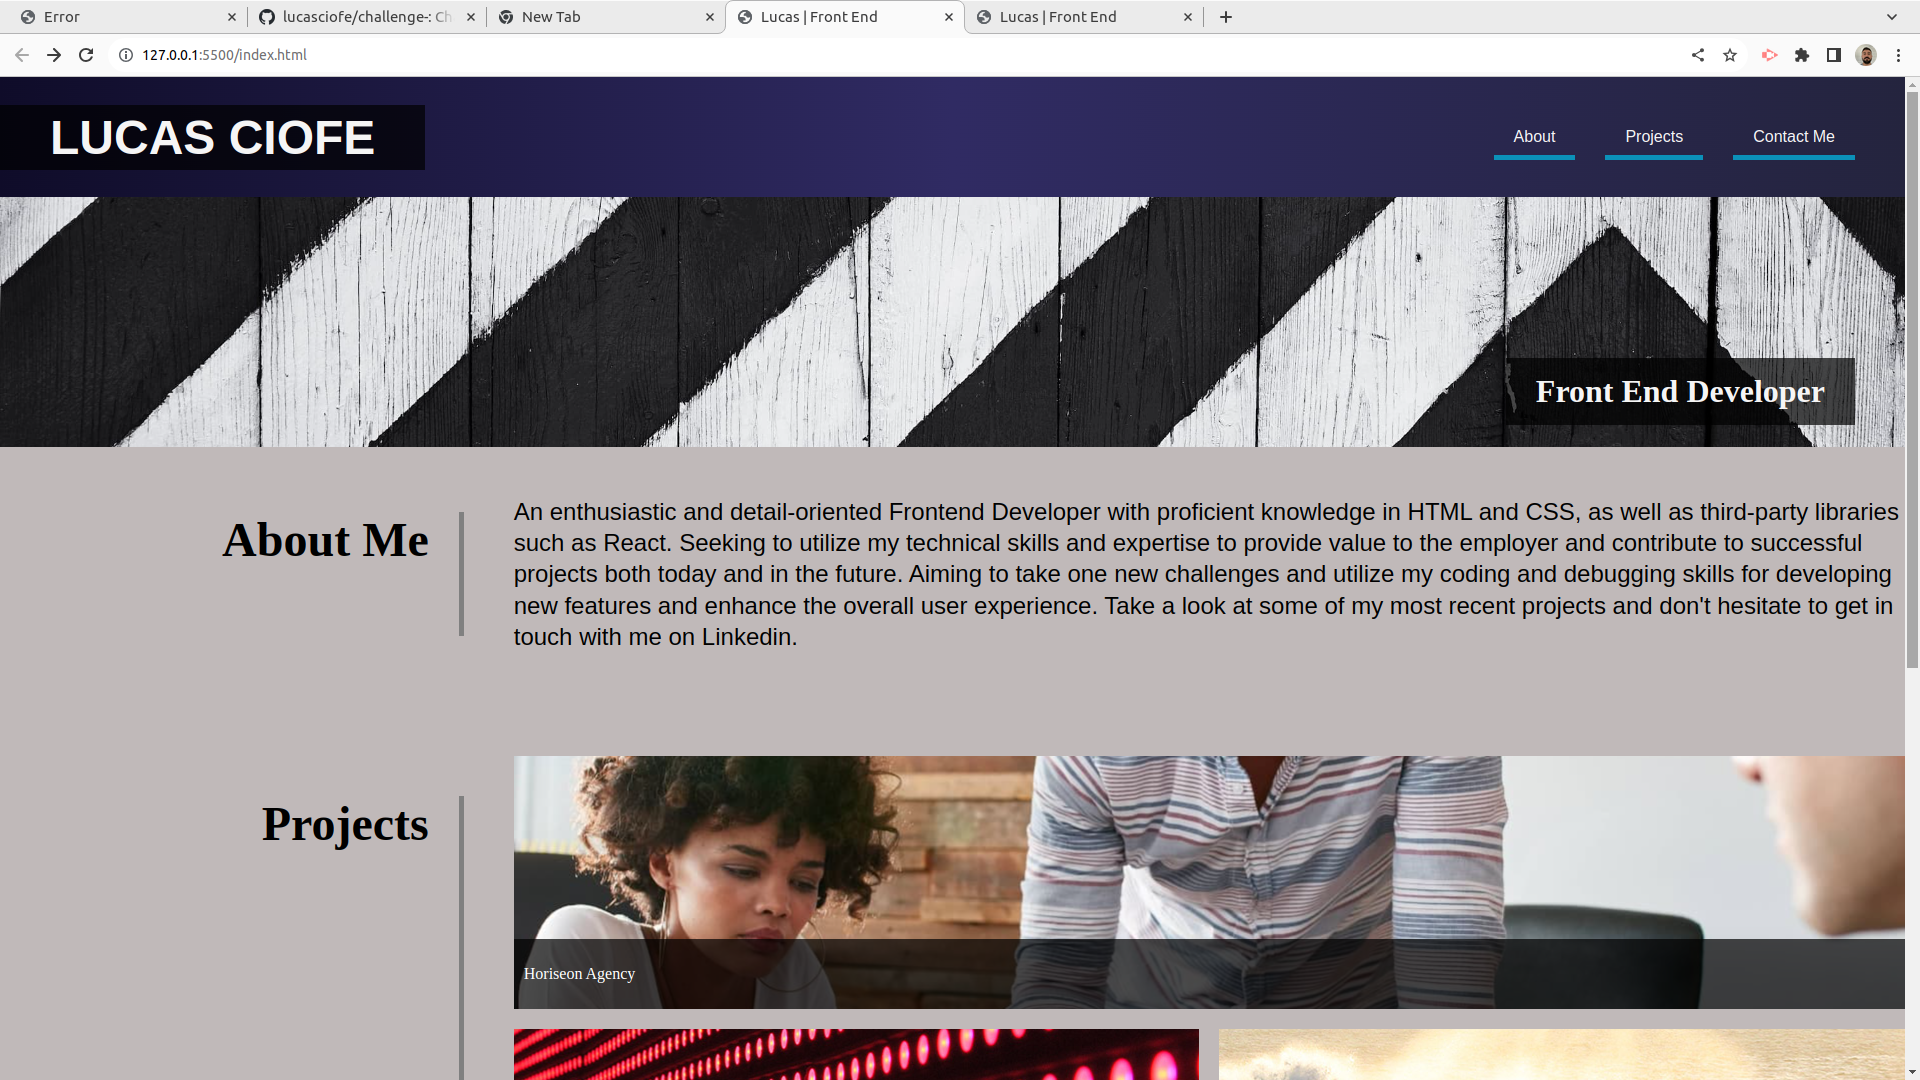 Error
lucasciofe/challenge-: Ch
New Tab
Lucas | Front End
Lucas | Front End
127.0.0.1:5500/index.html
LUCAS CIOFE
About
Projects
Contact Me
Front End Developer
About Me
An enthusiastic and detail-oriented Frontend Developer with proficient knowledge in HTML and CSS, as well as third-party libraries
such as React. Seeking to utilize my technical skills and expertise to provide value to the employer and contribute to successful
projects both today and in the future. Aiming to take one new challenges and utilize my coding and debugging skills for developing
new features and enhance the overall user experience. Take a look at some of my most recent projects and don't hesitate to get in
touch with me on Linkedin.
Projects
Horiseon Agency